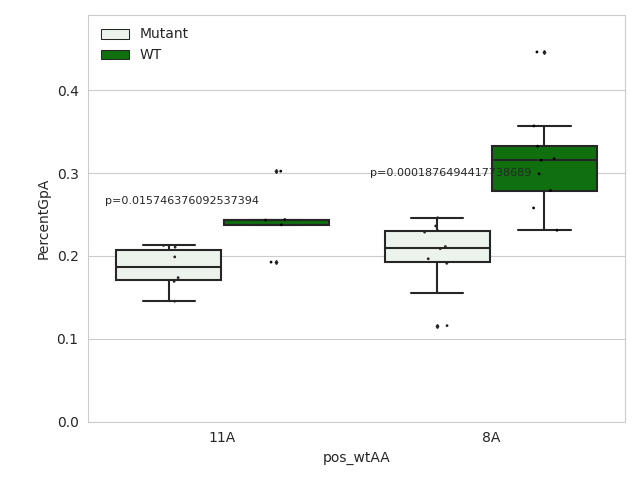 Mutant
WT
0.4
0.3
0.2
0.1
0.0
PercentGpA
p=0.015746376092537394
p=0.0001876494417738689
11A
8A
pos_wtAA